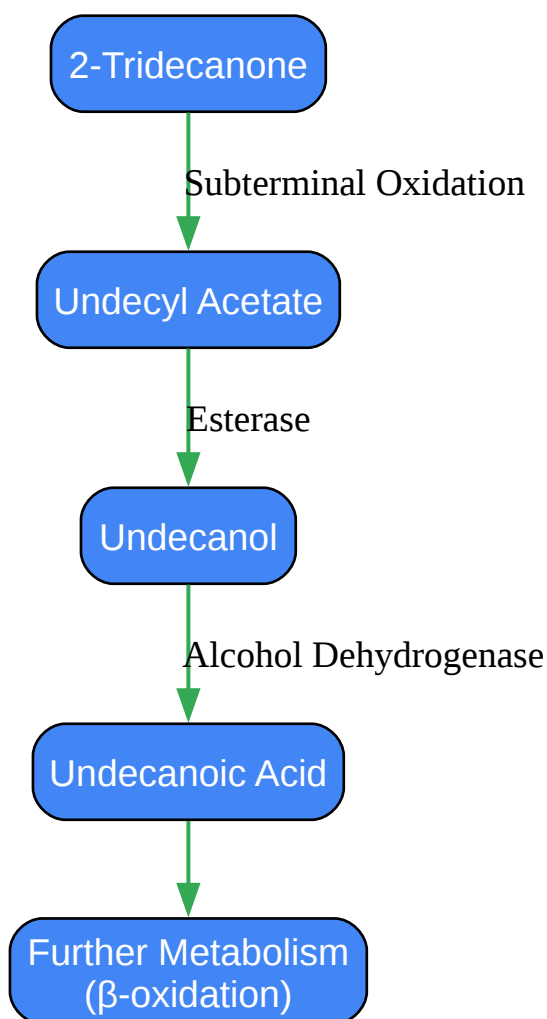 2-Tridecanone
Subterminal Oxidation
Undecyl Acetate
Esterase
Undecanol
Alcohol Dehydrogenase
Undecanoic Acid
Further Metabolism
(β-oxidation)